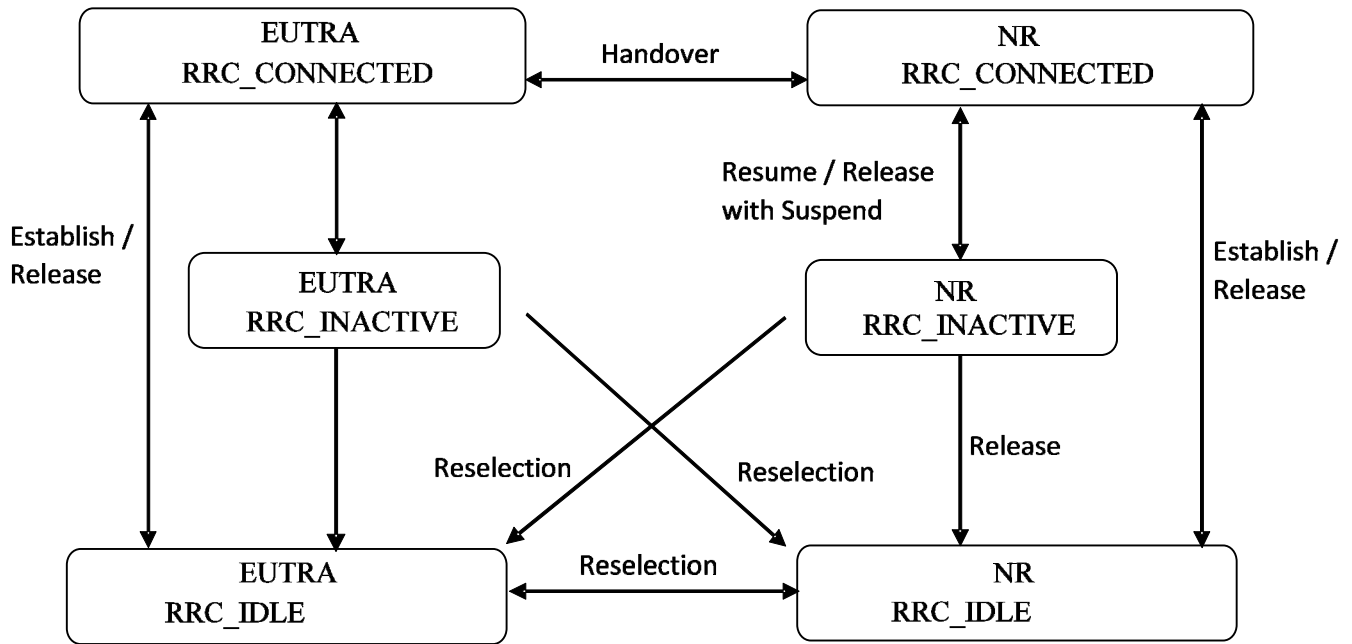 EUTRA
RRC_CONNECTED
Handover
NR
RRC_CONNECTED
Establish /
Release
Resume / Release
with Suspend
Establish /
Release
EUTRA
RRC_INACTIVE
NR
RRC_INACTIVE
Reselection
Reselection
Release
EUTRA
RRC_IDLE
Reselection
NR
RRC_IDLE